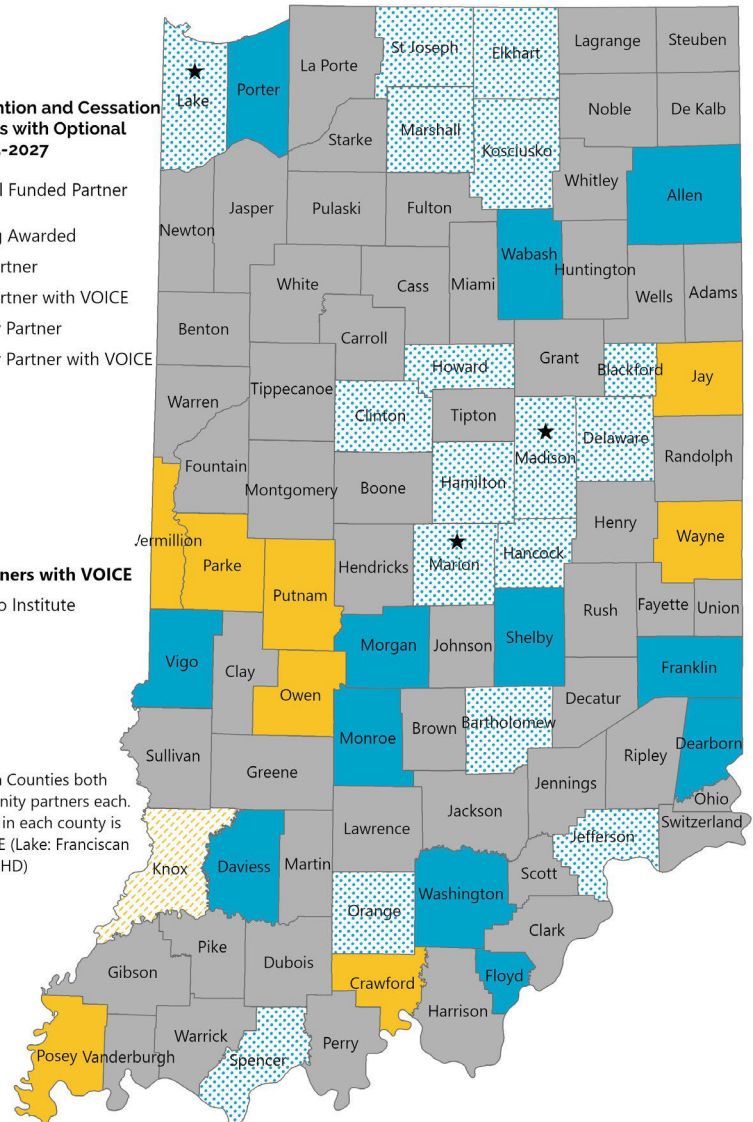 ntion and Cessation
s with Optional
-2027
l Funded Partner
g Awarded
rtner
rtner with VOICE
y Partner
y Partner with VOICE
ners with VOICE
o Institute
n Counties both
nity partners each.
in each county is
E (Lake: Franciscan
HD)
St Joseph
Elkhart
Lagrange
Steuben
La Porte
Porter
Lake
Noble
De Kalb
Marshall
Starke
Kosciusko
Whitley
Allen
Jasper
Pulaski
Fulton
Newton
Wabash
Huntington
White
Cass
Miami
Wells
Adams
Benton
Carroll
Howard
Grant
Blackford
Jay
Tippecanoe
Warren
Clinton
Tipton
Delaware
Madison
Randolph
Fountain
Hamilton
Montgomery
Boone
Henry
Wayne
Vermillion
Hancock
Marion
Parke
Hendricks
Putnam
Fayette
Union
Rush
Shelby
Morgan
Johnson
Vigo
Clay
Franklin
Owen
Decatur
Bartholomew
Brown
Monroe
Dearborn
Sullivan
Ripley
Greene
Jennings
Ohio
Jackson
Switzerland
Lawrence
Jefferson
Martin
Daviess
Knox
Scott
Washington
Orange
Clark
Pike
Dubois
Gibson
Floyd
Crawford
Harrison
Warrick
Perry
Posey
Vanderburgh
Spencer